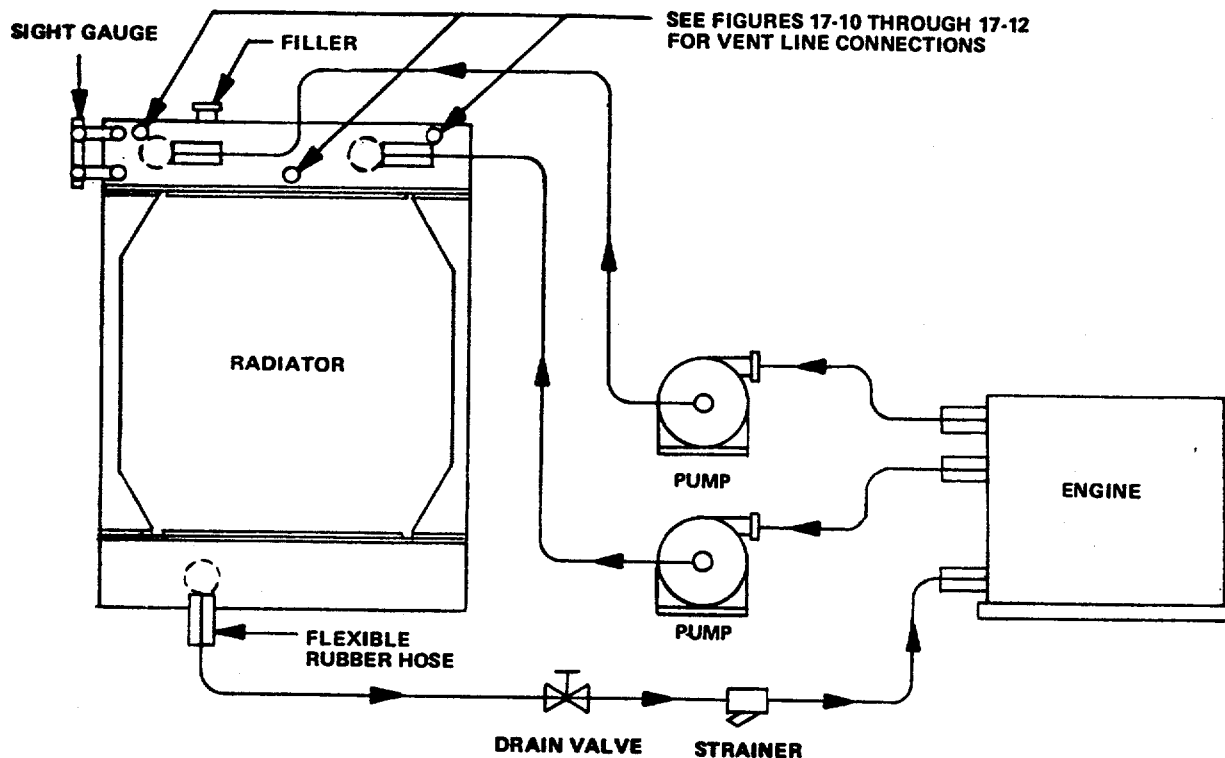 SEE FIGURES 17-10 THROUGH 17-12
FOR VENT LINE CONNECTIONS
SIGHT GAUGE
FILLER
RADIATOR
PUMP
ENGINE
PUMP
FLEXIBLE
RUBBER HOSE
DRAIN VALVE
STRAINER